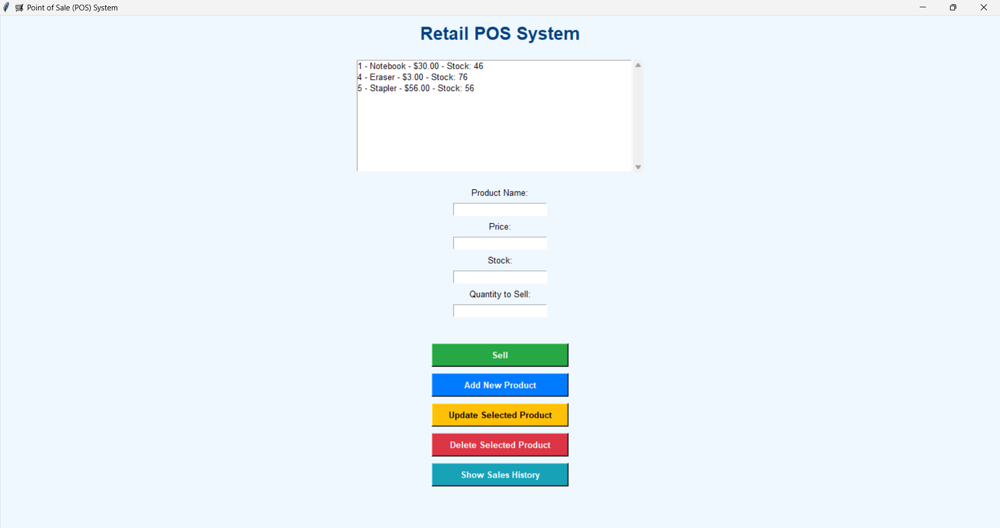 Point of Sale (POS) System
Retail POS System
1 - Notebook - $30.00 - Stock: 46
4 - Eraser - $3.00 - Stock: 76
5 - Stapler - $56.00 - Stock: 56
Product Name:
Price:
Stock:
Quantity to Sell:
Sell
Add New Product
Update Selected Product
Delete Selected Product
Show Sales History